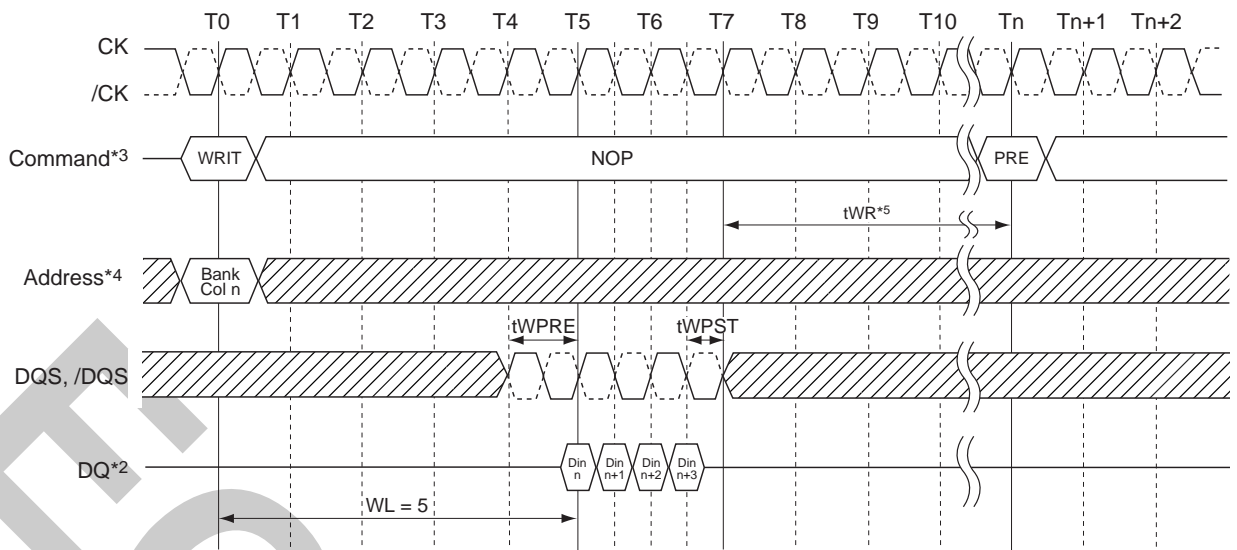 T0 T1 T2 T3 T4 T5 T6 T7 T8 T9 T10 Tn Tn+1 Tn+2
CK
/CK
Command*3 WRIT NOP PRE
tWR*5
Address*4 Bank Col n
tWPRE tWPST
DQS, /DQS
DQ*2 Din n Din n+1 Din n+2 Din n+3
WL = 5